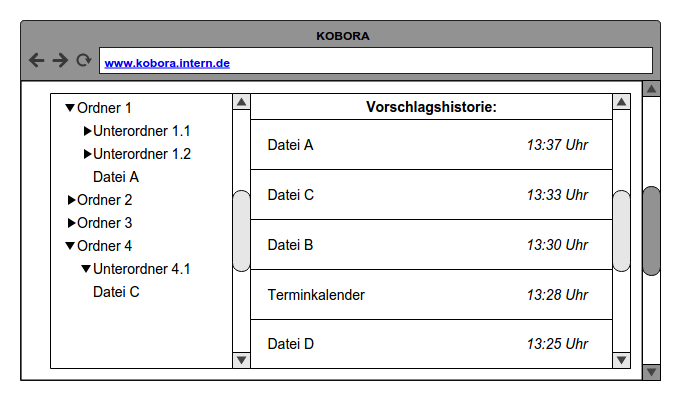 KOBORA
www.kobora.intern.de
Ordner 1
Unterordner 1.1
Unterordner 1.2
Datei A
Ordner 2
Ordner 3
Ordner 4
Unterordner 4.1
Datei C
Vorschlagshistorie:
Datei A 13:37 Uhr
Datei C 13:33 Uhr
Datei B 13:30 Uhr
Terminkalender 13:28 Uhr
Datei D 13:25 Uhr